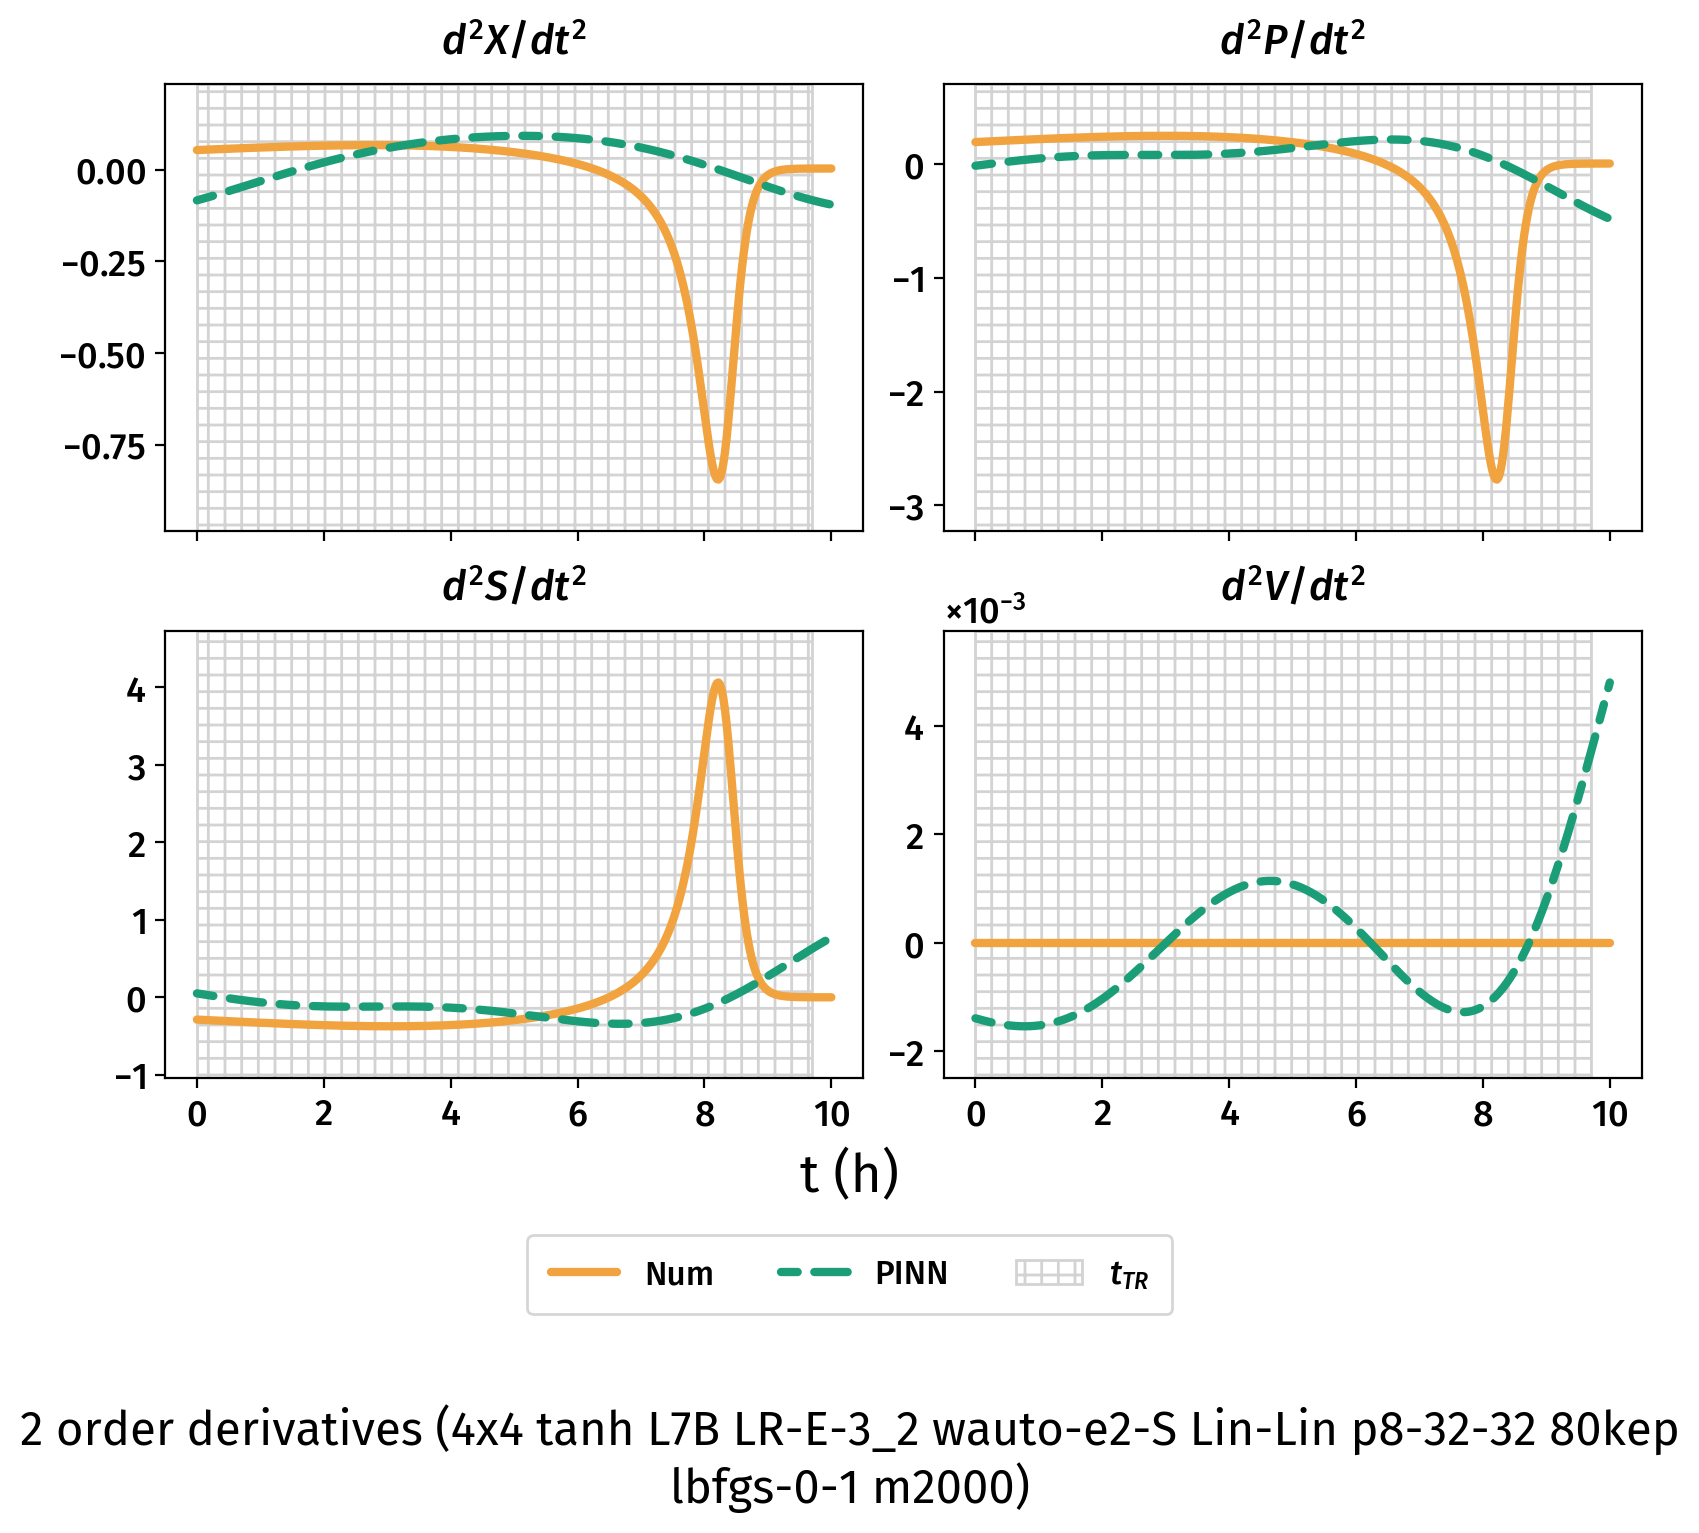 d²X/dt²
d²P/dt²
0.00
−0.25
−0.50
−0.75
0
−1
−2
−3
d²S/dt²
d²V/dt²
×10⁻³
4
3
2
1
0
−1
4
2
0
−2
0 2 4 6 8 10
0 2 4 6 8 10
t (h)
Num PINN t_TR
2 order derivatives (4x4 tanh L7B LR-E-3_2 wauto-e2-S Lin-Lin p8-32-32 80kep
lbfgs-0-1 m2000)